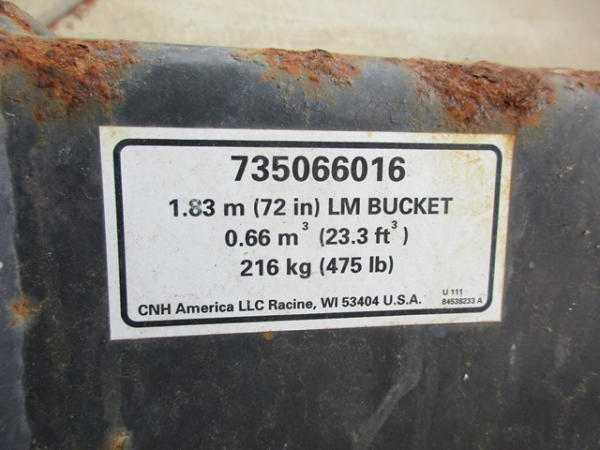 735066016
1.83 m (72 in) LM BUCKET
0.66 m³ (23.3 ft³)
216 kg (475 lb)
U 111
CNH America LLC Racine, WI 53404 U.S.A. 84538233 A